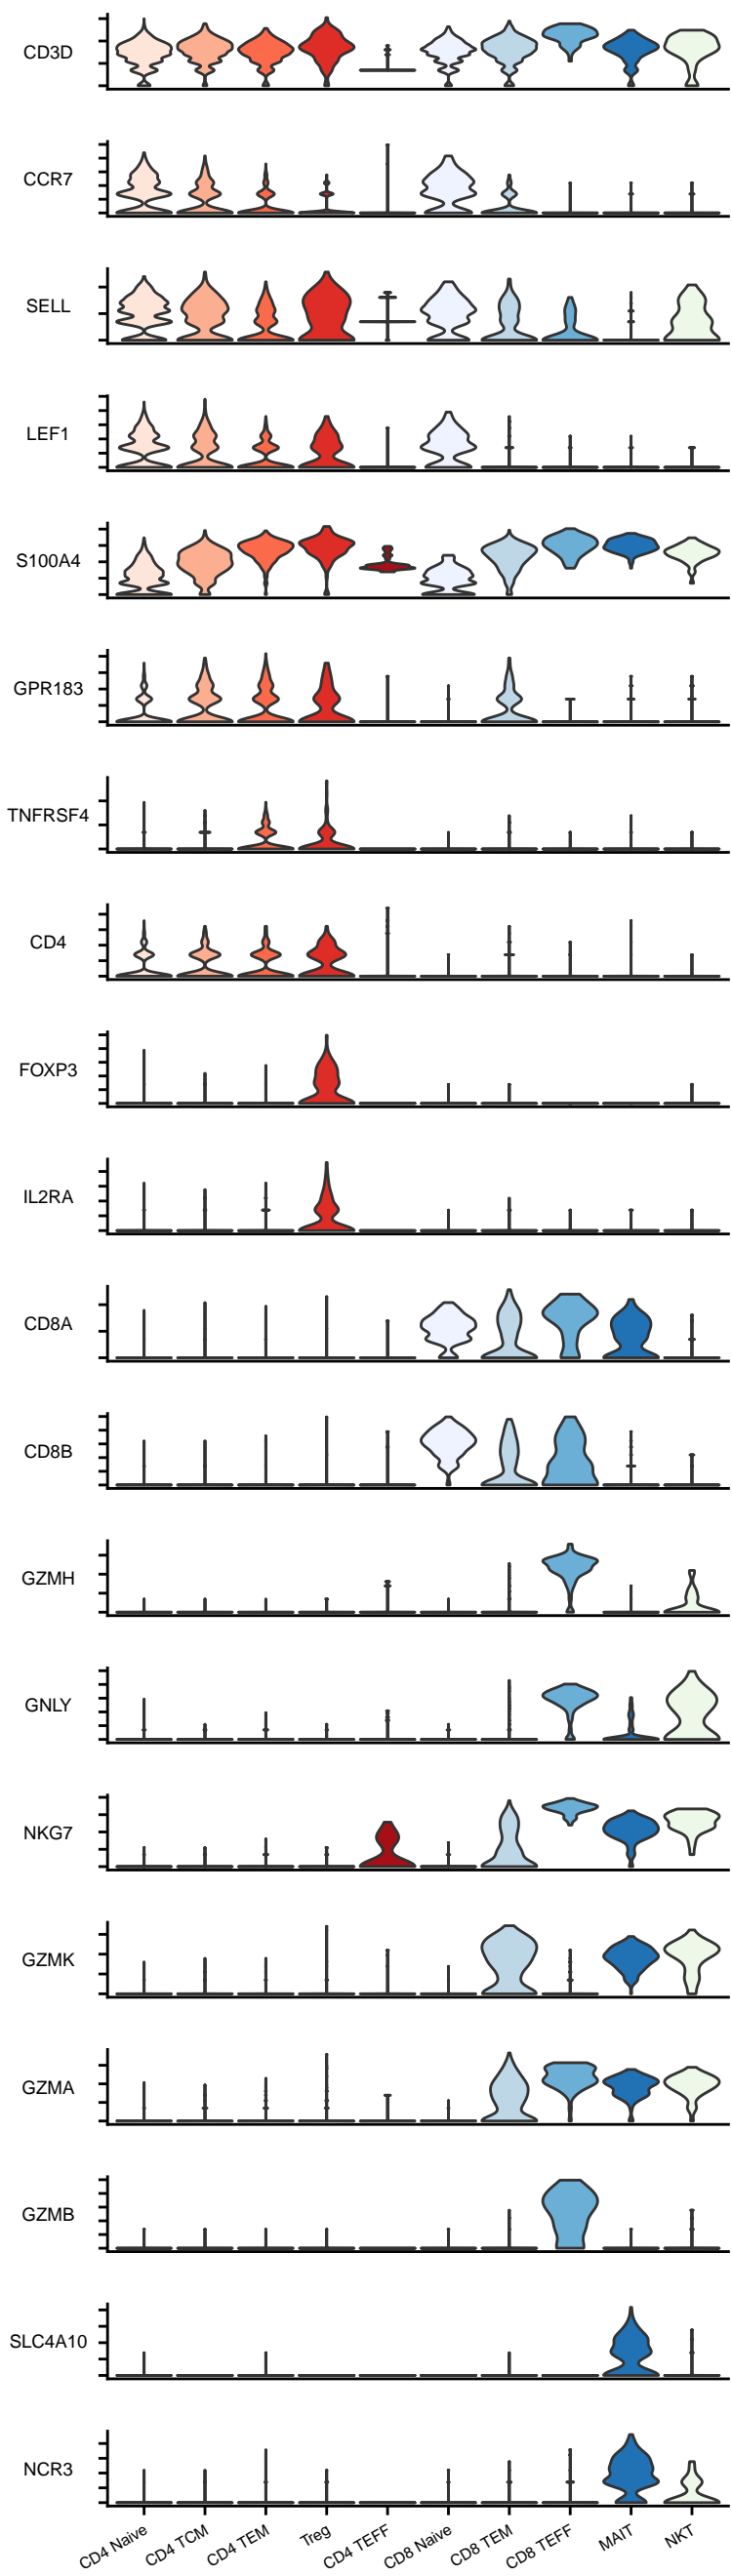 CD3D
CCR7
SELL
LEF1
S100A4
GPR183
TNFRSF4
CD4
FOXP3
IL2RA
CD8A
CD8B
GZMH
GNLY
NKG7
GZMK
GZMA
GZMB
SLC4A10
NCR3
CD4 Naive CD4 TCM CD4 TEM Treg CD4 TEFF CD8 Naive CD8 TEM CD8 TEFF MAIT NKT